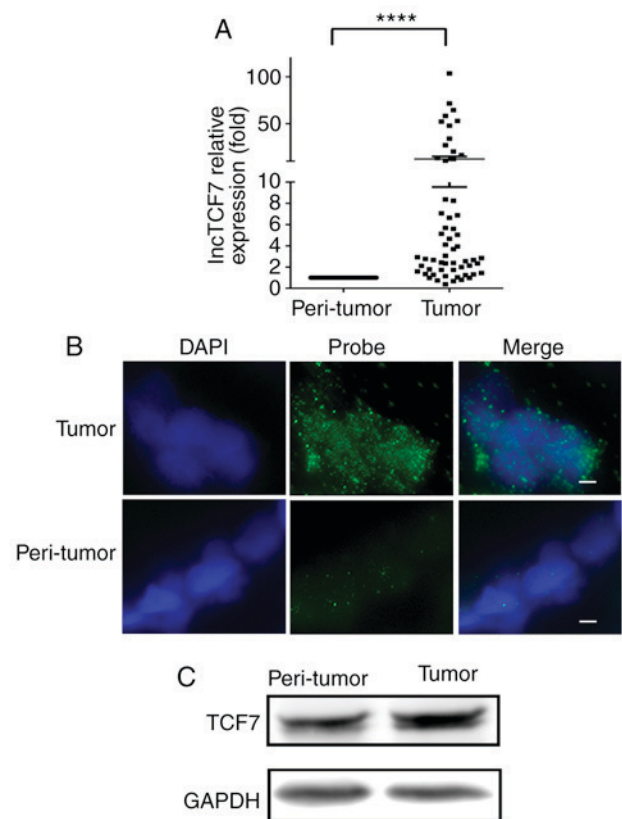 A
****
lncTCF7 relative
expression (fold)
100
50
10
8
6
4
2
0
Peri-tumor Tumor
B
DAPI Probe Merge
Tumor
Peri-tumor
C
Peri-tumor Tumor
TCF7
GAPDH